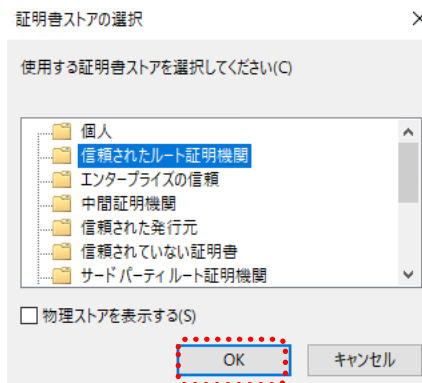 証明書ストアの選択
使用する証明書ストアを選択してください(C)
個人
信頼されたルート証明機関
エンタープライズの信頼
中間証明機関
信頼された発行元
信頼されていない証明書
サード パーティ ルート証明機関
物理ストアを表示する(S)
OK
キャンセル